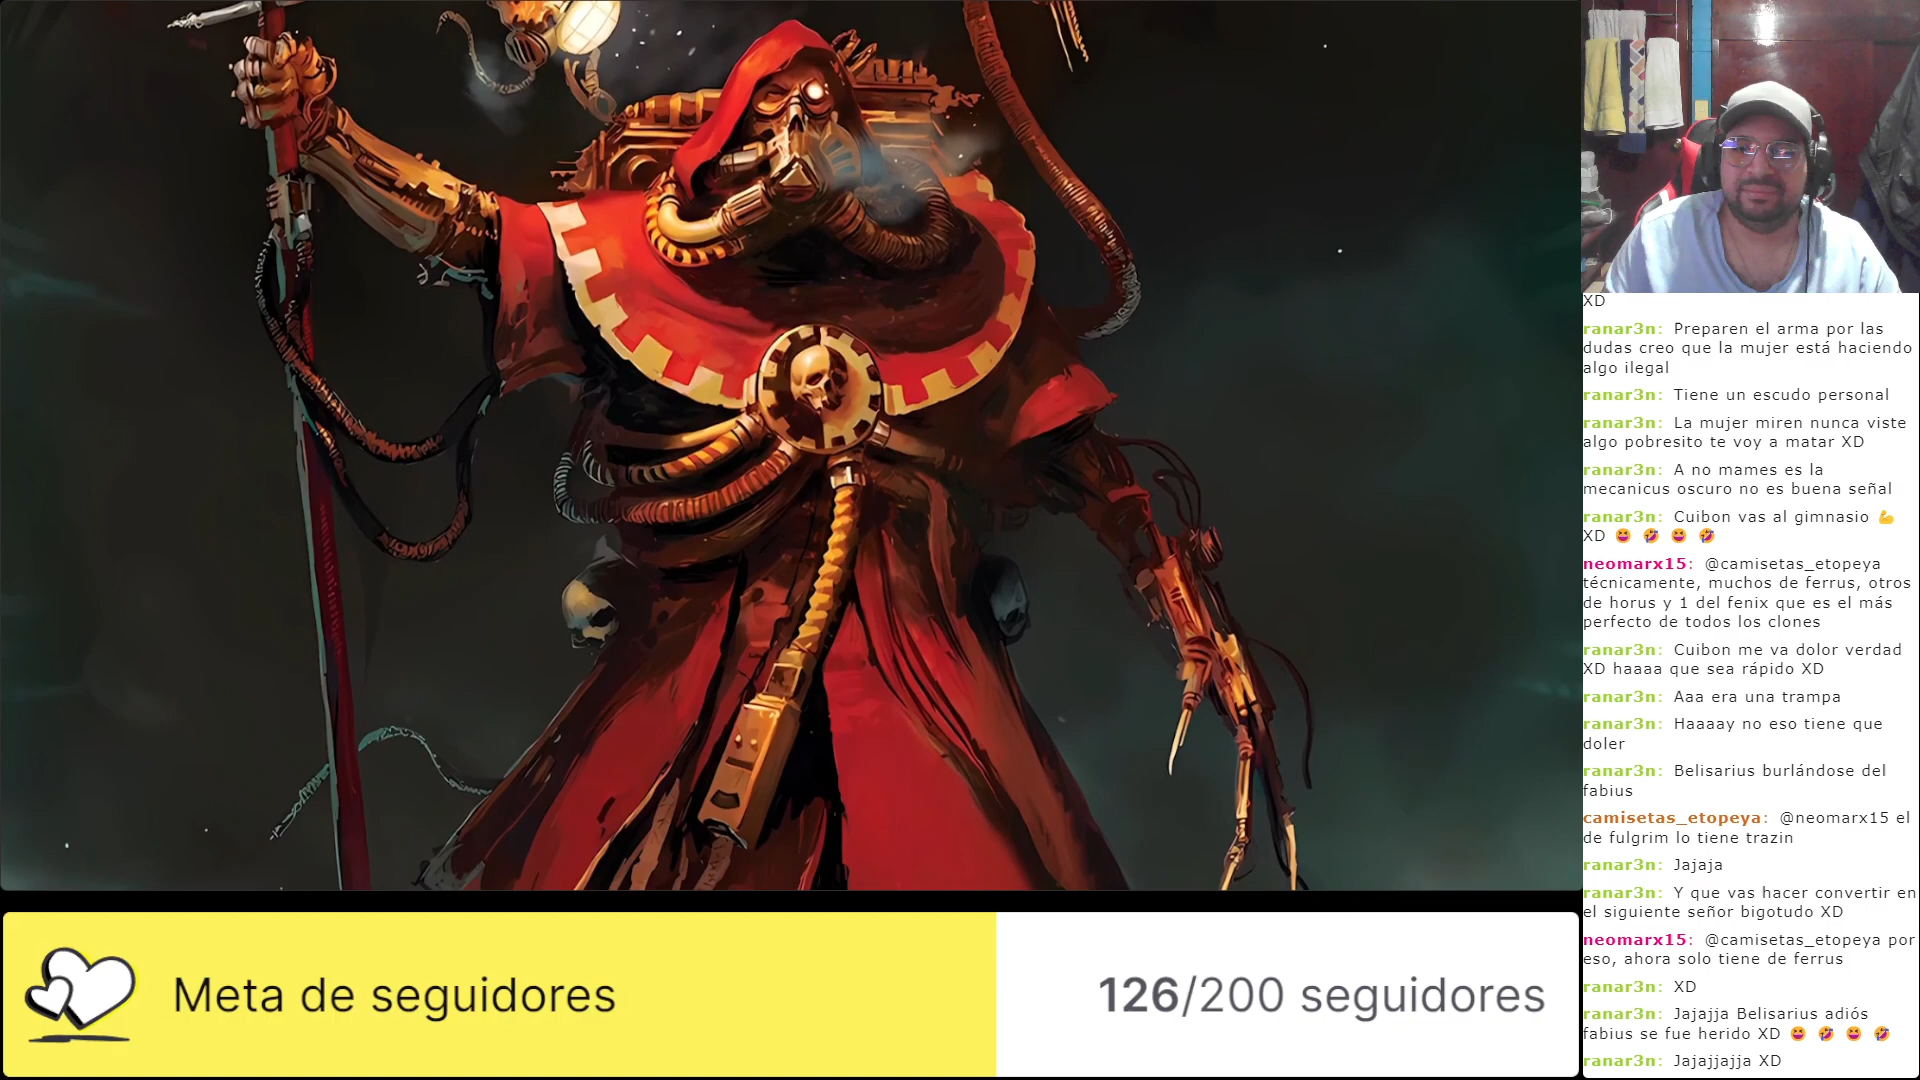 XD
ranar3n: Preparen el arma por las
dudas creo que la mujer está haciendo
algo ilegal
ranar3n: Tiene un escudo personal
ranar3n: La mujer miren nunca viste
algo pobresito te voy a matar XD
ranar3n: A no mames es la
mecanicus oscuro no es buena señal
ranar3n: Cuibon vas al gimnasio 💪
XD 😆 🤣 😆 🤣
neomarx15: @camisetas_etopeya
técnicamente, muchos de ferrus, otros
de horus y 1 del fenix que es el más
perfecto de todos los clones
ranar3n: Cuibon me va dolor verdad
XD haaaa que sea rápido XD
ranar3n: Aaa era una trampa
ranar3n: Haaaay no eso tiene que
doler
ranar3n: Belisarius burlándose del
fabius
camisetas_etopeya: @neomarx15 el
de fulgrim lo tiene trazin
ranar3n: Jajaja
ranar3n: Y que vas hacer convertir en
el siguiente señor bigotudo XD
neomarx15: @camisetas_etopeya por
eso, ahora solo tiene de ferrus
ranar3n: XD
ranar3n: Jajajja Belisarius adiós
fabius se fue herido XD 😆 🤣 😆 🤣
ranar3n: Jajajjajja XD
Meta de seguidores
126/200 seguidores